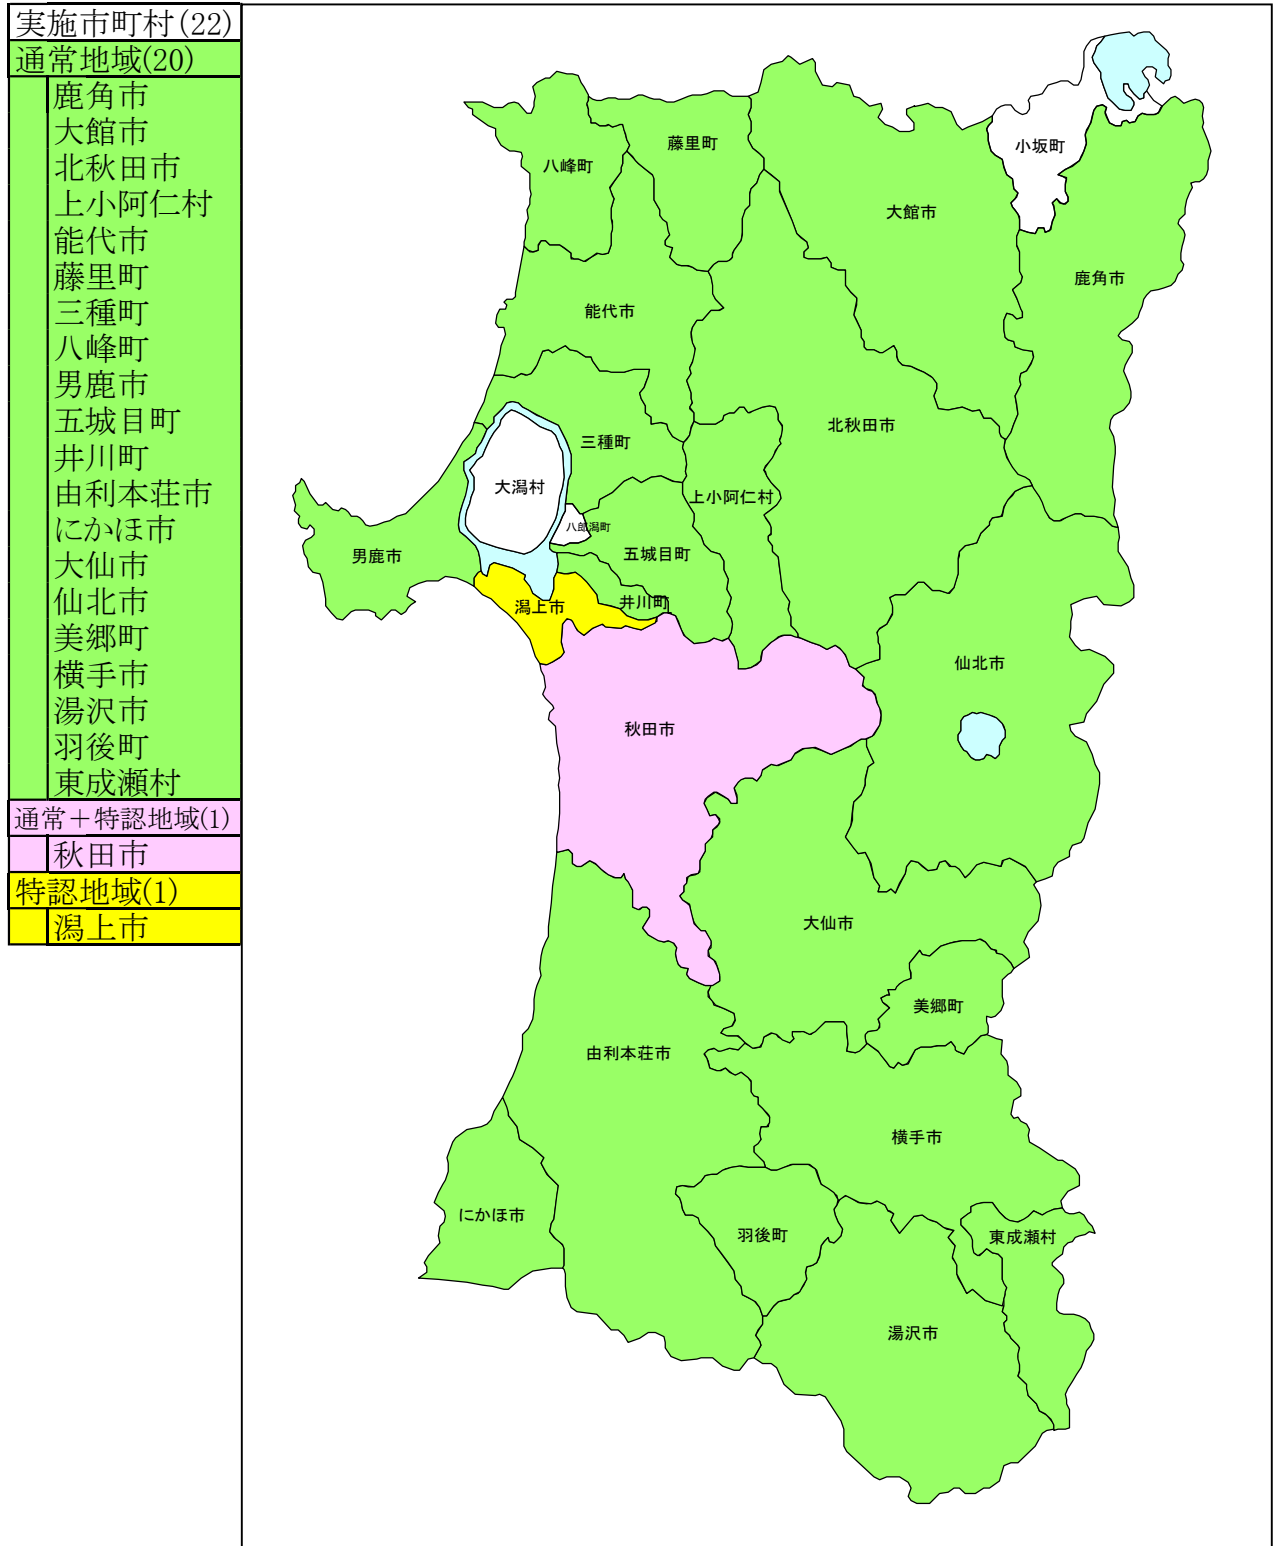 実施市町村(22)
通常地域(20)
鹿角市
大館市
北秋田市
上小阿仁村
能代市
藤里町
三種町
八峰町
男鹿市
五城目町
井川町
由利本荘市
にかほ市
大仙市
仙北市
美郷町
横手市
湯沢市
羽後町
東成瀬村
通常＋特認地域(1)
秋田市
特認地域(1)
潟上市
藤里町
小坂町
八峰町
大館市
鹿角市
能代市
北秋田市
三種町
大潟村
上小阿仁村
八郎潟町
五城目町
男鹿市
井川町
潟上市
仙北市
秋田市
大仙市
美郷町
由利本荘市
横手市
にかほ市
羽後町
東成瀬村
湯沢市